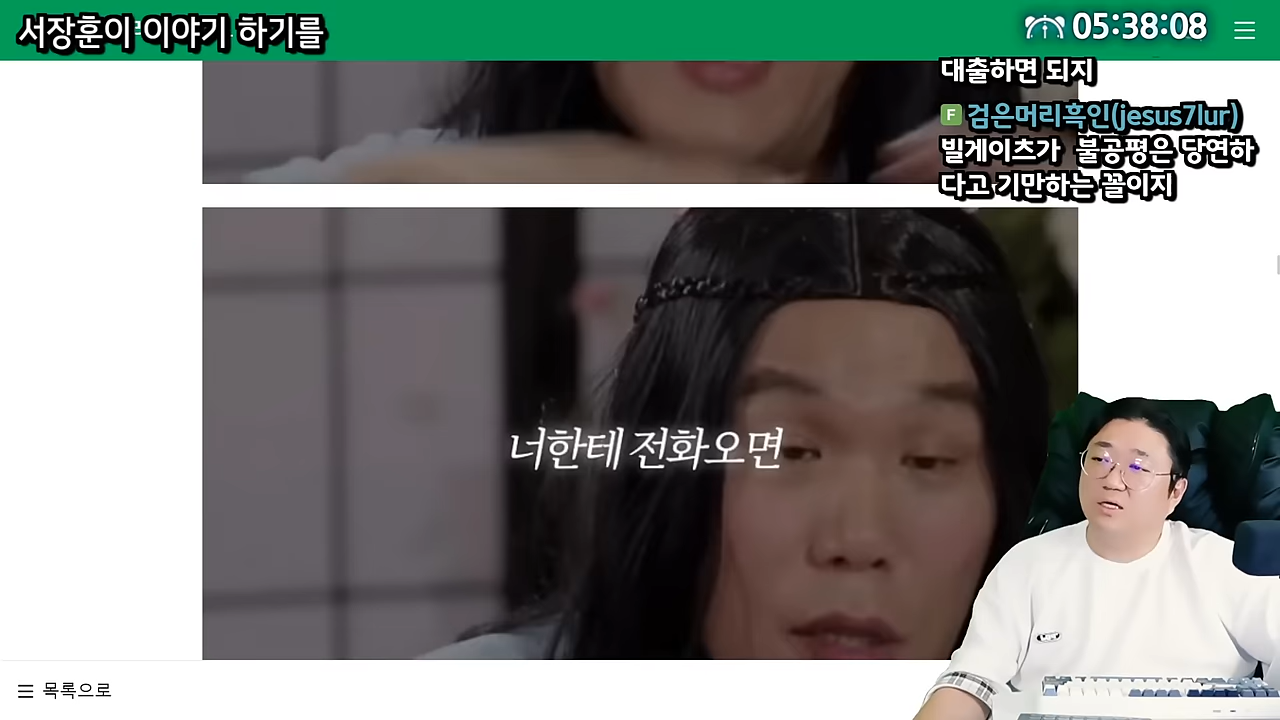 서장훈이 이야기 하기를
05:38:08
대출하면 되지
F 검은머리흑인(jesus7lur)
빌게이츠가 불공평은 당연하
다고 기만하는 꼴이지
너한테 전화오면
목록으로